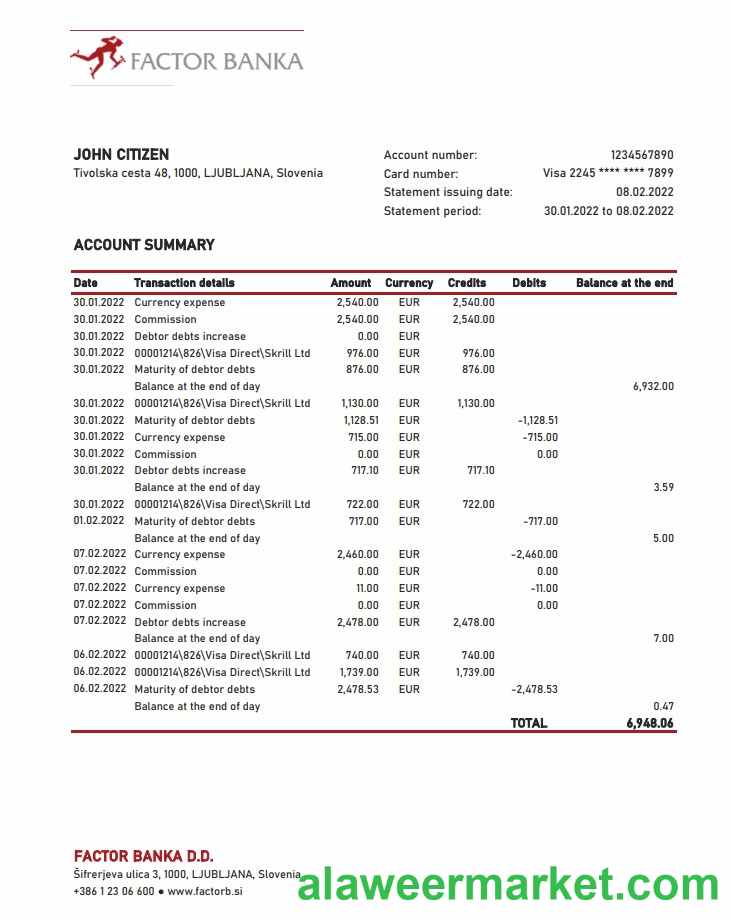 FACTOR BANKA
JOHN CITIZEN
Tivolska cesta 48, 1000, LJUBLJANA, Slovenia
Account number: 1234567890
Card number: Visa 2245 **** **** 7899
Statement issuing date: 08.02.2022
Statement period: 30.01.2022 to 08.02.2022
ACCOUNT SUMMARY
Date Transaction details Amount Currency Credits Debits Balance at the end
30.01.2022 Currency expense 2,540.00 EUR 2,540.00
30.01.2022 Commission 2,540.00 EUR 2,540.00
30.01.2022 Debtor debts increase 0.00 EUR
30.01.2022 00001214\826\Visa Direct\Skrill Ltd 976.00 EUR 976.00
30.01.2022 Maturity of debtor debts 876.00 EUR 876.00
Balance at the end of day 6,932.00
30.01.2022 00001214\826\Visa Direct\Skrill Ltd 1,130.00 EUR 1,130.00
30.01.2022 Maturity of debtor debts 1,128.51 EUR -1,128.51
30.01.2022 Currency expense 715.00 EUR -715.00
30.01.2022 Commission 0.00 EUR 0.00
30.01.2022 Debtor debts increase 717.10 EUR 717.10
Balance at the end of day 3.59
30.01.2022 00001214\826\Visa Direct\Skrill Ltd 722.00 EUR 722.00
01.02.2022 Maturity of debtor debts 717.00 EUR -717.00
Balance at the end of day 5.00
07.02.2022 Currency expense 2,460.00 EUR -2,460.00
07.02.2022 Commission 0.00 EUR 0.00
07.02.2022 Currency expense 11.00 EUR -11.00
07.02.2022 Commission 0.00 EUR 0.00
07.02.2022 Debtor debts increase 2,478.00 EUR 2,478.00
Balance at the end of day 7.00
06.02.2022 00001214\826\Visa Direct\Skrill Ltd 740.00 EUR 740.00
06.02.2022 00001214\826\Visa Direct\Skrill Ltd 1,739.00 EUR 1,739.00
06.02.2022 Maturity of debtor debts 2,478.53 EUR -2,478.53
Balance at the end of day 0.47
TOTAL 6,948.06
FACTOR BANKA D.D.
Šifrerjeva ulica 3, 1000, LJUBLJANA, Slovenia
+386 1 23 06 600 ● www.factorb.si
alaweermarket.com